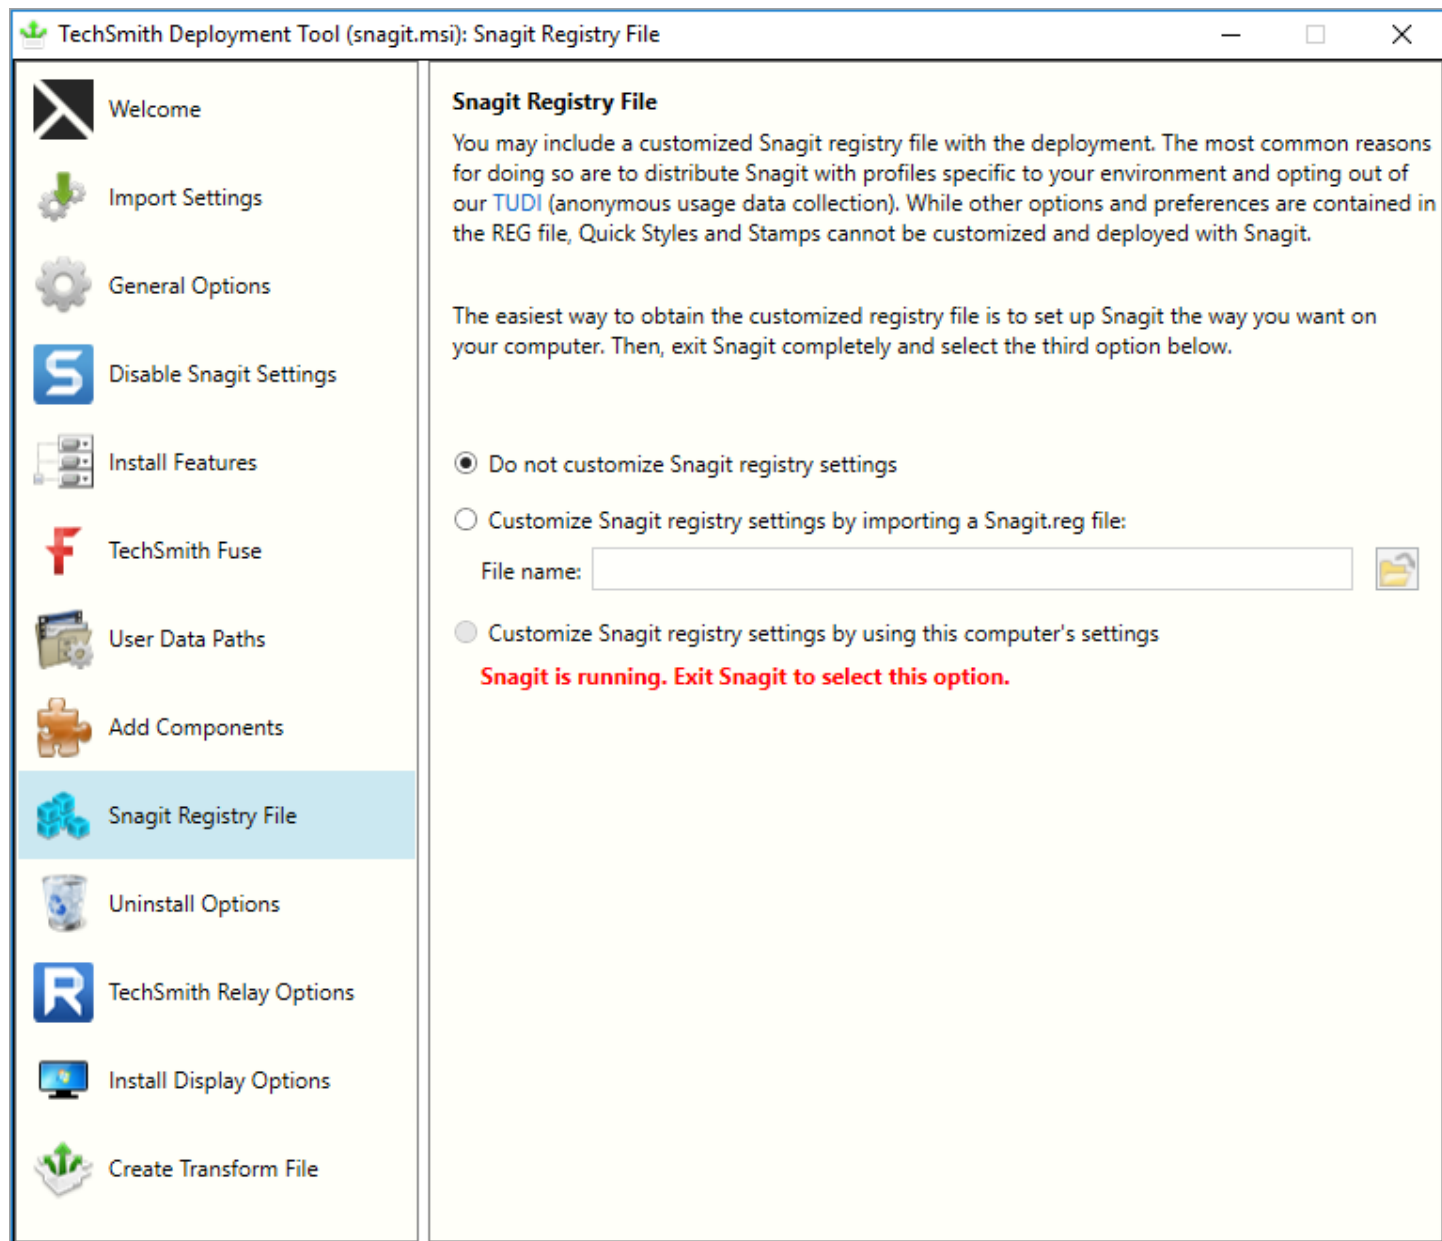 TechSmith Deployment Tool (snagit.msi): Snagit Registry File
Welcome
Import Settings
General Options
Disable Snagit Settings
Install Features
TechSmith Fuse
User Data Paths
Add Components
Snagit Registry File
Uninstall Options
TechSmith Relay Options
Install Display Options
Create Transform File
Snagit Registry File
You may include a customized Snagit registry file with the deployment. The most common reasons
for doing so are to distribute Snagit with profiles specific to your environment and opting out of
our TUDI (anonymous usage data collection). While other options and preferences are contained in
the REG file, Quick Styles and Stamps cannot be customized and deployed with Snagit.
The easiest way to obtain the customized registry file is to set up Snagit the way you want on
your computer. Then, exit Snagit completely and select the third option below.
Do not customize Snagit registry settings
Customize Snagit registry settings by importing a Snagit.reg file:
File name:
Customize Snagit registry settings by using this computer's settings
Snagit is running. Exit Snagit to select this option.